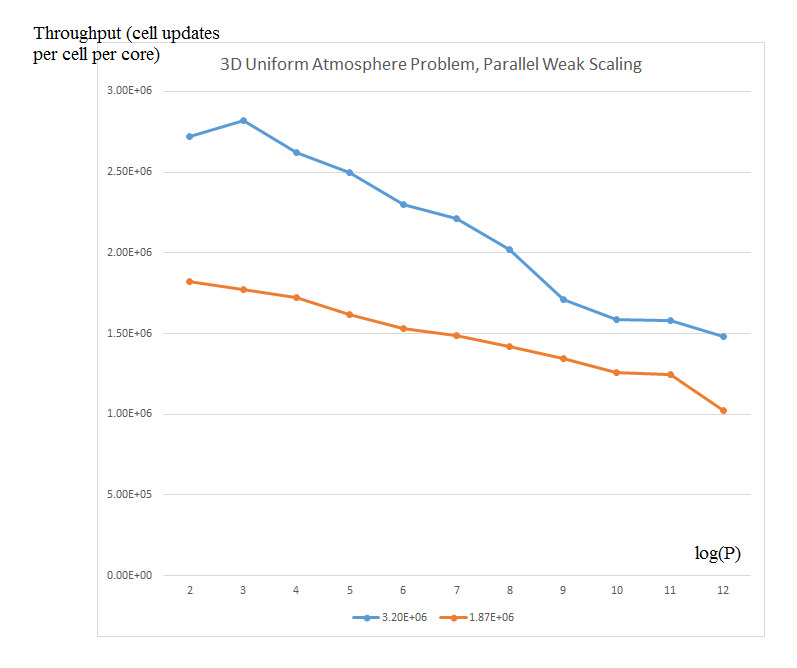 Throughput (cell updates
per cell per core)
3D Uniform Atmosphere Problem, Parallel Weak Scaling
3.00E+06
2.50E+06
2.00E+06
1.50E+06
1.00E+06
5.00E+05
0.00E+00
log(P)
2 3 4 5 6 7 8 9 10 11 12
3.20E+06 1.87E+06